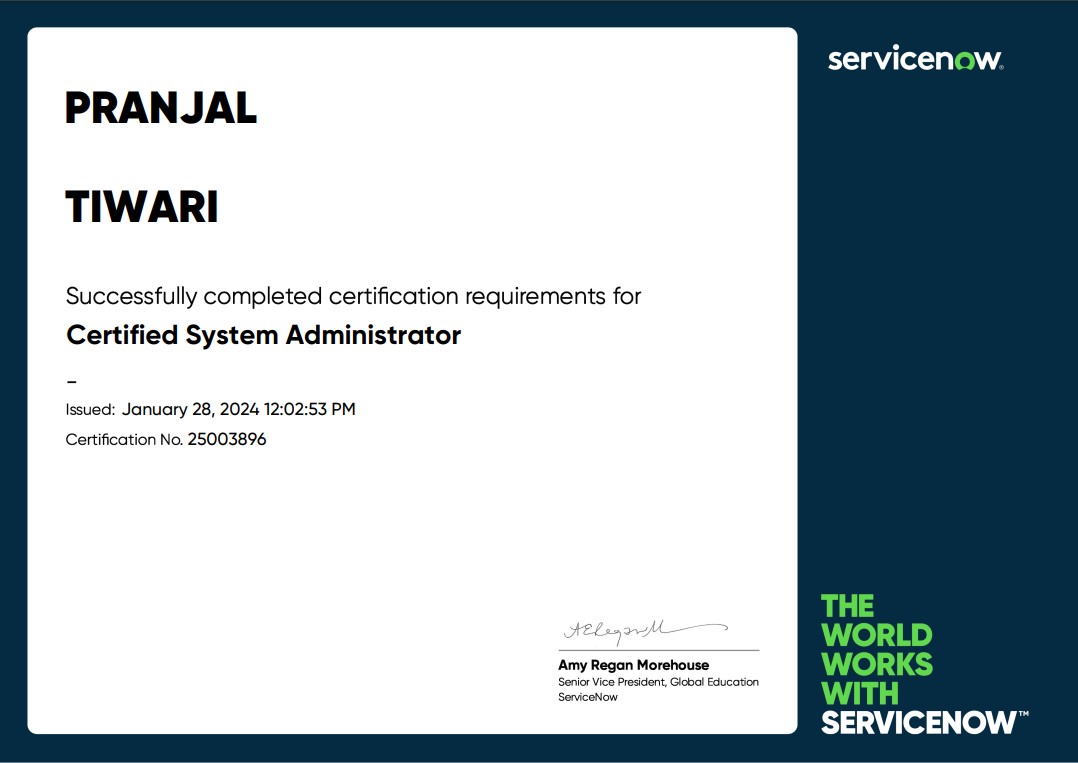 servicenow®
PRANJAL
TIWARI
Successfully completed certification requirements for
Certified System Administrator
–
Issued: January 28, 2024 12:02:53 PM
Certification No. 25003896
Amy Regan Morehouse
Senior Vice President, Global Education
ServiceNow
THE
WORLD
WORKS
WITH
SERVICENOW™